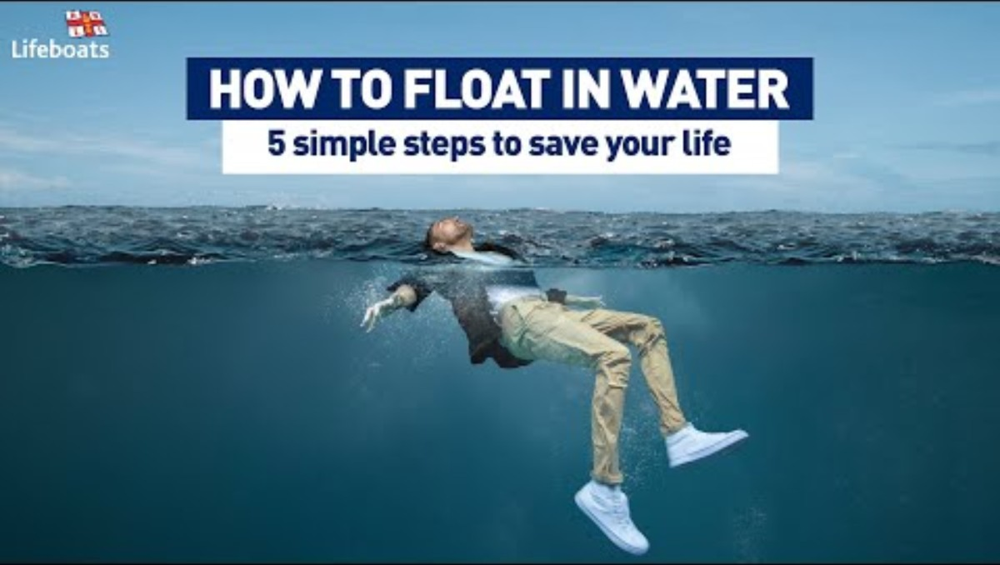 Lifeboats
HOW TO FLOAT IN WATER
5 simple steps to save your life